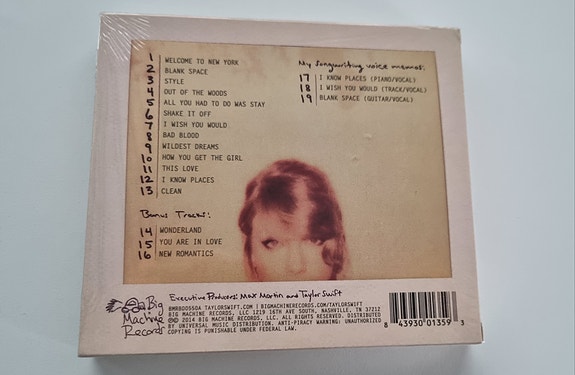 1 WELCOME TO NEW YORK
2 BLANK SPACE
3 STYLE
4 OUT OF THE WOODS
5 ALL YOU HAD TO DO WAS STAY
6 SHAKE IT OFF
7 I WISH YOU WOULD
8 BAD BLOOD
9 WILDEST DREAMS
10 HOW YOU GET THE GIRL
11 THIS LOVE
12 I KNOW PLACES
13 CLEAN
Bonus Tracks:
14 WONDERLAND
15 YOU ARE IN LOVE
16 NEW ROMANTICS
My songwriting voice memos:
17 I KNOW PLACES (PIANO/VOCAL)
18 I WISH YOU WOULD (TRACK/VOCAL)
19 BLANK SPACE (GUITAR/VOCAL)
Big
Machine
Records
Executive Producers: Max Martin and Taylor Swift
BMRBD0550A TAYLORSWIFT.COM | BIGMACHINERECORDS.COM/TAYLORSWIFT
BIG MACHINE RECORDS, LLC 1219 16TH AVE SOUTH, NASHVILLE, TN 37212
© 2014 BIG MACHINE RECORDS, LLC. ALL RIGHTS RESERVED. DISTRIBUTED
BY UNIVERSAL MUSIC DISTRIBUTION. ANTI-PIRACY WARNING: UNAUTHORIZED
COPYING IS PUNISHABLE UNDER FEDERAL LAW.
8 43930 01359 3